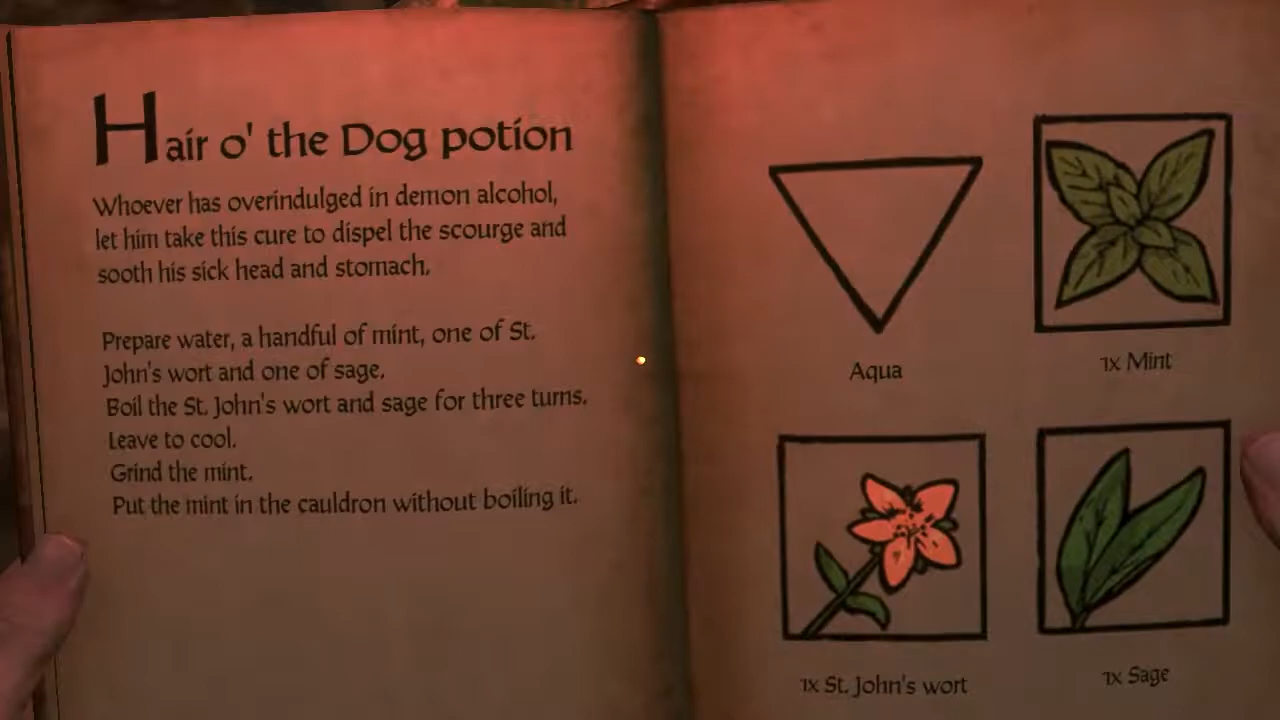 Hair o' the Dog potion
Whoever has overindulged in demon alcohol,
let him take this cure to dispel the scourge and
sooth his sick head and stomach.
Prepare water, a handful of mint, one of St.
John's wort and one of sage.
Boil the St. John's wort and sage for three turns.
Leave to cool.
Grind the mint.
Put the mint in the cauldron without boiling it.
Aqua
1x Mint
1x St. John's wort
1x Sage